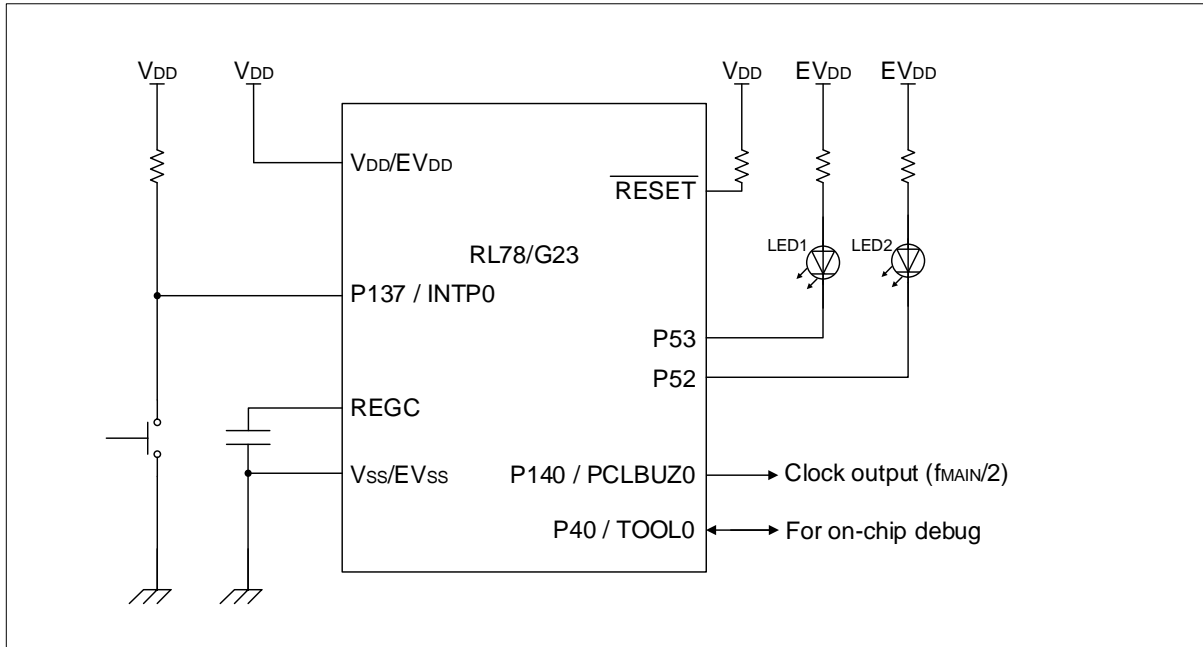 VDD VDD VDD EVDD EVDD
VDD/EVDD
RESET
LED1 LED2
RL78/G23
P137 / INTP0
P53
P52
REGC
VSS/EVSS P140 / PCLBUZ0 Clock output (fMAIN/2)
P40 / TOOL0 For on-chip debug